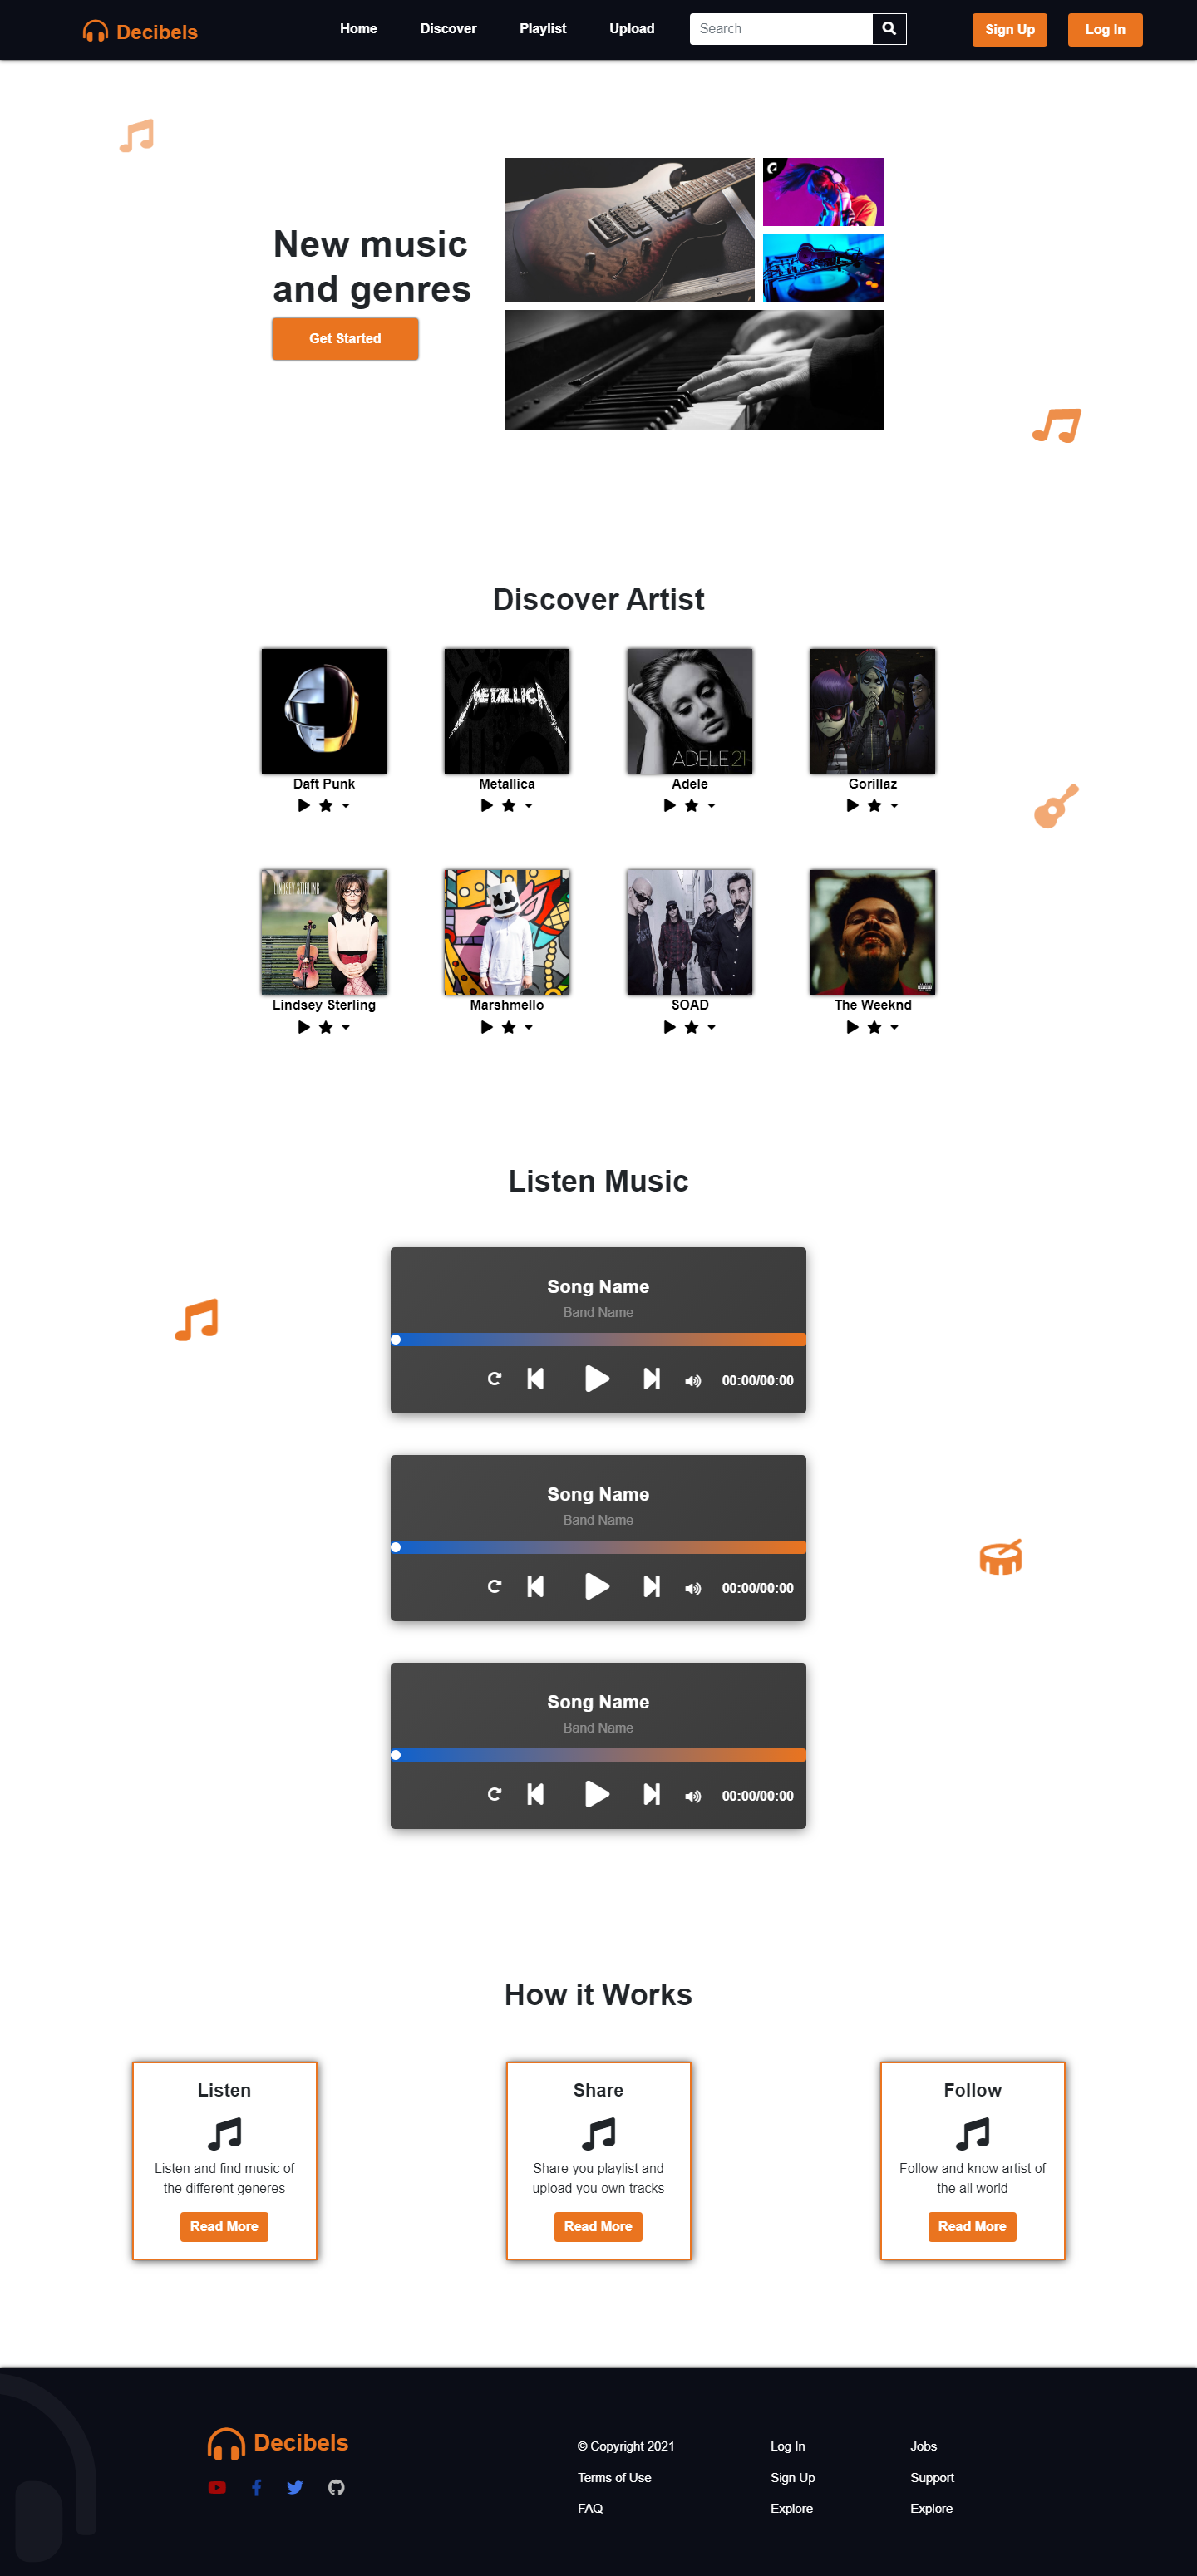 Decibels
Home
Discover
Playlist
Upload
Search
Sign Up
Log In
New music
and genres
Get Started
Discover Artist
METALLICA
ADELE 21
Daft Punk
Metallica
Adele
Gorillaz
LINDSEY STIRLING
Lindsey Sterling
Marshmello
SOAD
The Weeknd
Listen Music
Song Name
Band Name
00:00/00:00
Song Name
Band Name
00:00/00:00
Song Name
Band Name
00:00/00:00
How it Works
Listen
Listen and find music of
the different generes
Read More
Share
Share you playlist and
upload you own tracks
Read More
Follow
Follow and know artist of
the all world
Read More
Decibels
© Copyright 2021
Log In
Jobs
Terms of Use
Sign Up
Support
FAQ
Explore
Explore